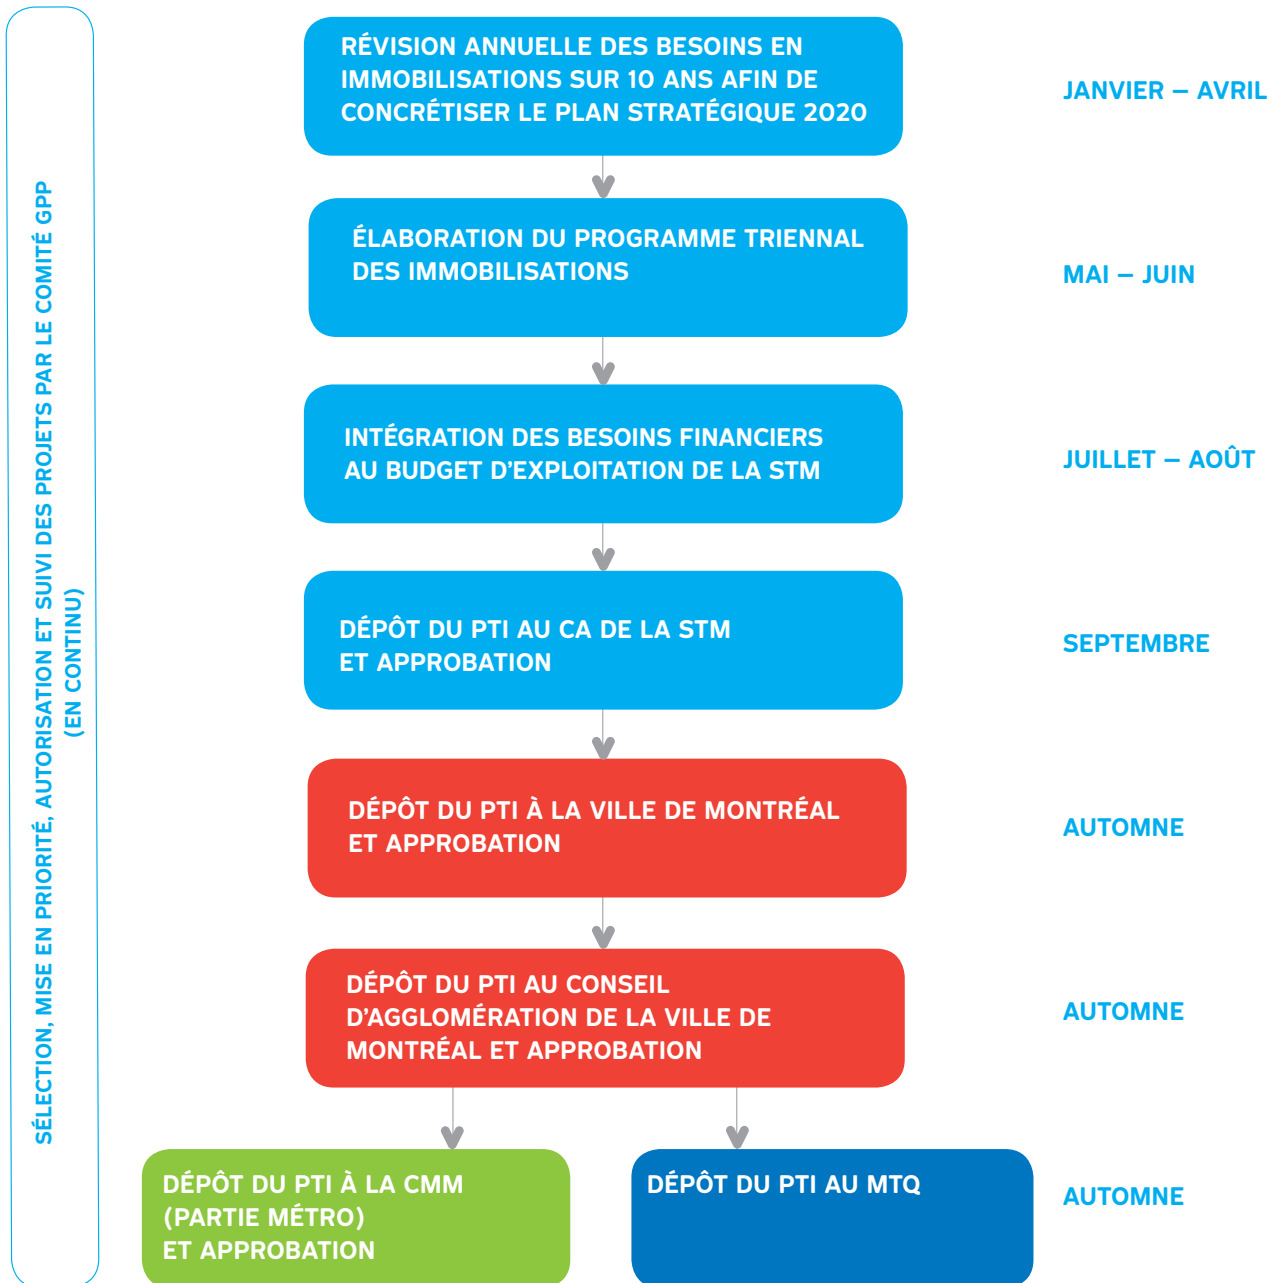 SÉLECTION, MISE EN PRIORITÉ, AUTORISATION ET SUIVI DES PROJETS PAR LE COMITÉ GPP
(EN CONTINU)
RÉVISION ANNUELLE DES BESOINS EN
IMMOBILISATIONS SUR 10 ANS AFIN DE
CONCRÉTISER LE PLAN STRATÉGIQUE 2020
JANVIER – AVRIL
ÉLABORATION DU PROGRAMME TRIENNAL
DES IMMOBILISATIONS
MAI – JUIN
INTÉGRATION DES BESOINS FINANCIERS
AU BUDGET D'EXPLOITATION DE LA STM
JUILLET – AOÛT
DÉPÔT DU PTI AU CA DE LA STM
ET APPROBATION
SEPTEMBRE
DÉPÔT DU PTI À LA VILLE DE MONTRÉAL
ET APPROBATION
AUTOMNE
DÉPÔT DU PTI AU CONSEIL
D'AGGLOMÉRATION DE LA VILLE DE
MONTRÉAL ET APPROBATION
AUTOMNE
DÉPÔT DU PTI À LA CMM
(PARTIE MÉTRO)
ET APPROBATION
DÉPÔT DU PTI AU MTQ
AUTOMNE